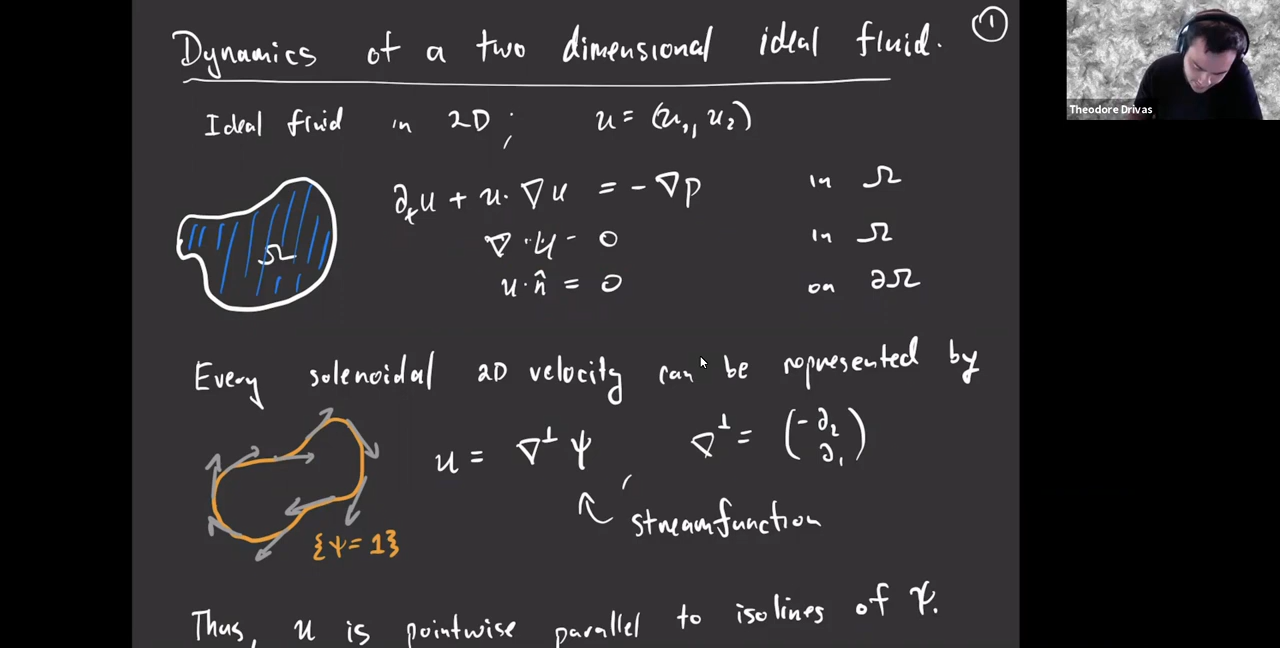 Dynamics of a two dimensional ideal fluid. ①
Theodore Drivas
Ideal fluid in 2D; u = (u₁, u₂)
∂ₜu + u·∇u = -∇p in Ω
Ω
∇·u = 0 in Ω
u·n̂ = 0 on ∂Ω
Every solenoidal 2D velocity can be represented by
u = ∇^⊥ ψ, ∇^⊥ = (-∂₂ ∂₁)
streamfunction
{ψ = 1}
Thus, u is pointwise parallel to isolines of ψ.